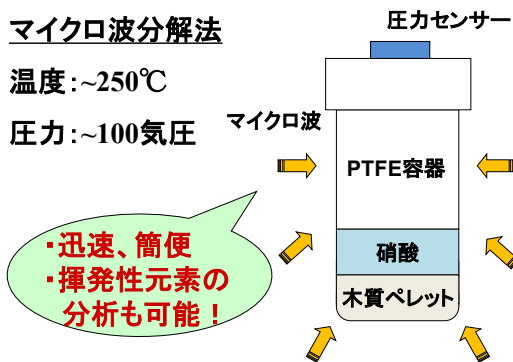 マイクロ波分解法
温度:~250℃
圧力:~100気圧
圧力センサー
マイクロ波
PTFE容器
硝酸
木質ペレット
・迅速、簡便
・揮発性元素の
分析も可能!